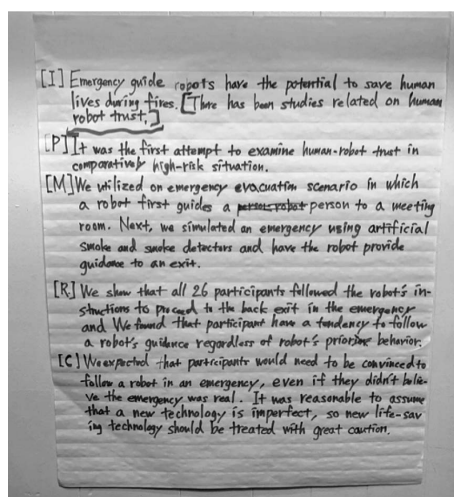 [I] Emergency guide robots have the potential to save human
lives during fires. [There has been studies related on human
robot trust.]
[P] It was the first attempt to examine human-robot trust in
comparatively high-risk situation.
[M] We utilized on emergency evacuation scenario in which
a robot first guides a person to a meeting
room. Next, we simulated an emergency using artificial
smoke and smoke detectors and have the robot provide
guidance to an exit.
[R] We show that all 26 participants followed the robot's in-
structions to proceed to the back exit in the emergency
and We found that participant have a tendency to follow
a robot's guidance regardless of robot's prior behavior.
[C] We expected that participants would need to be convinced to
follow a robot in an emergency, even if they didn't belie-
ve the emergency was real. It was reasonable to assume
that a new technology is imperfect, so new life-sav
ing technology should be treated with great caution.